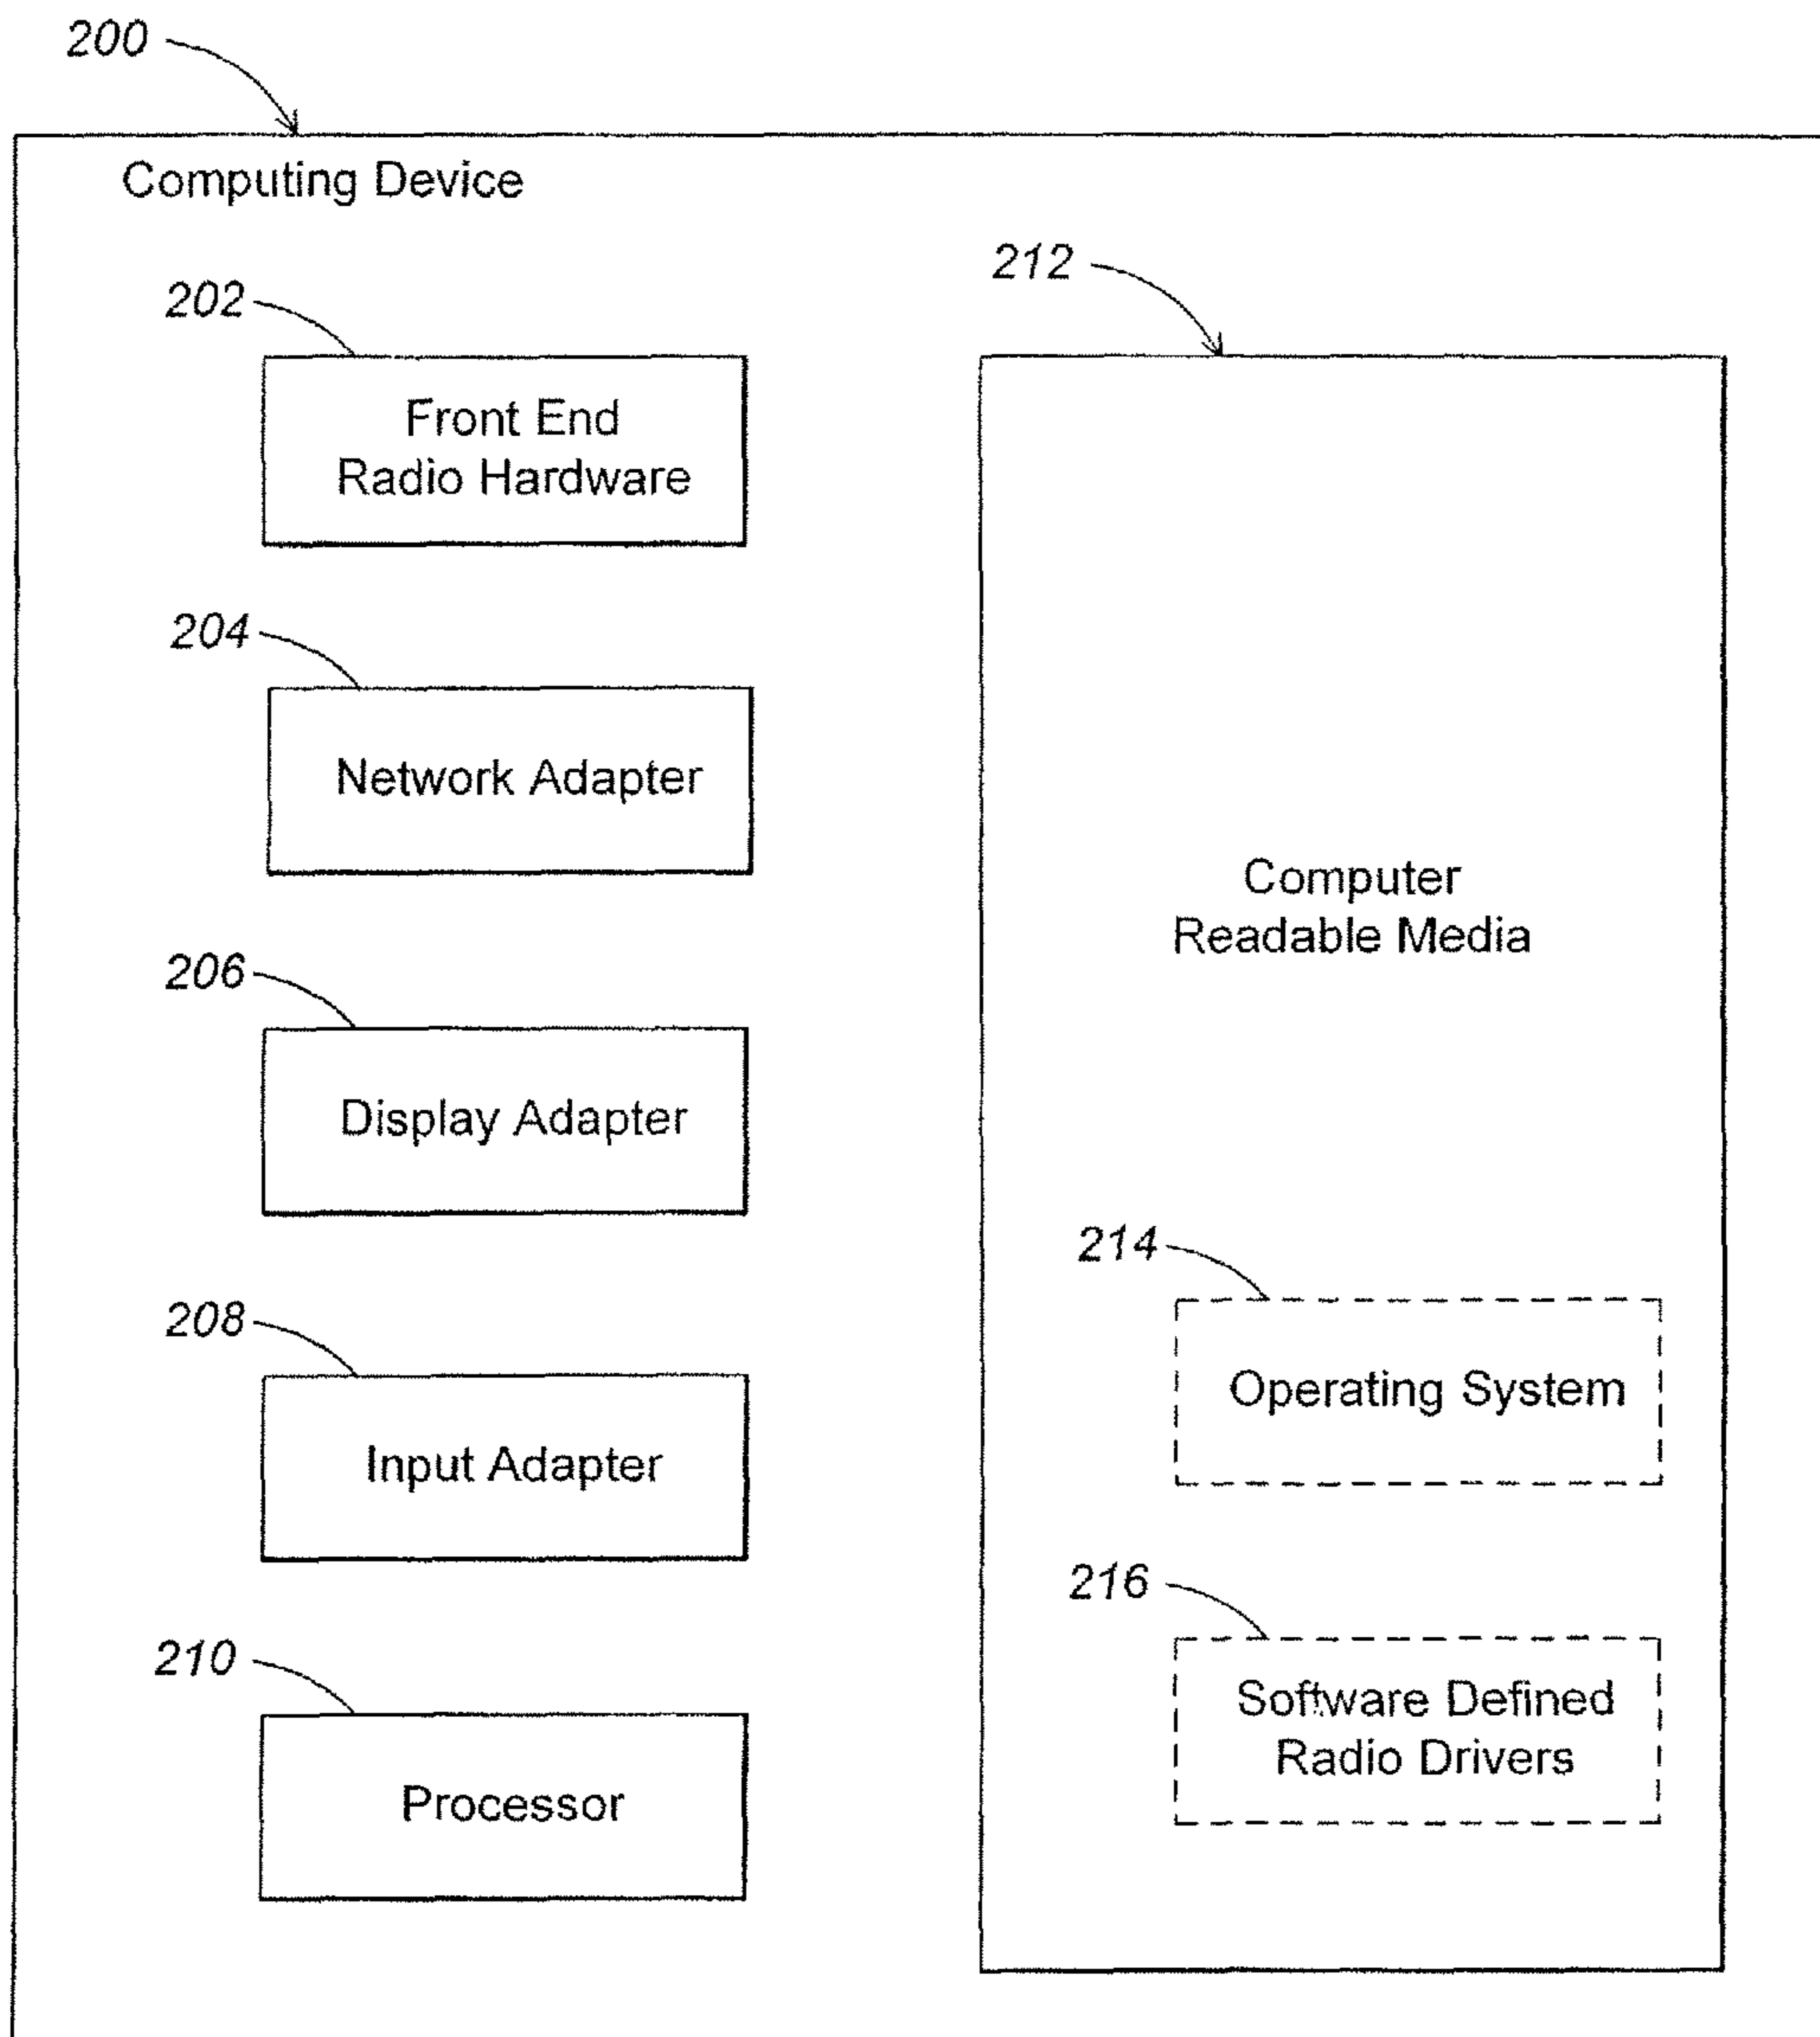 200
Computing Device
202
Front End
Radio Hardware
204
Network Adapter
206
Display Adapter
208
Input Adapter
210
Processor
212
Computer
Readable Media
214
Operating System
216
Software Defined
Radio Drivers